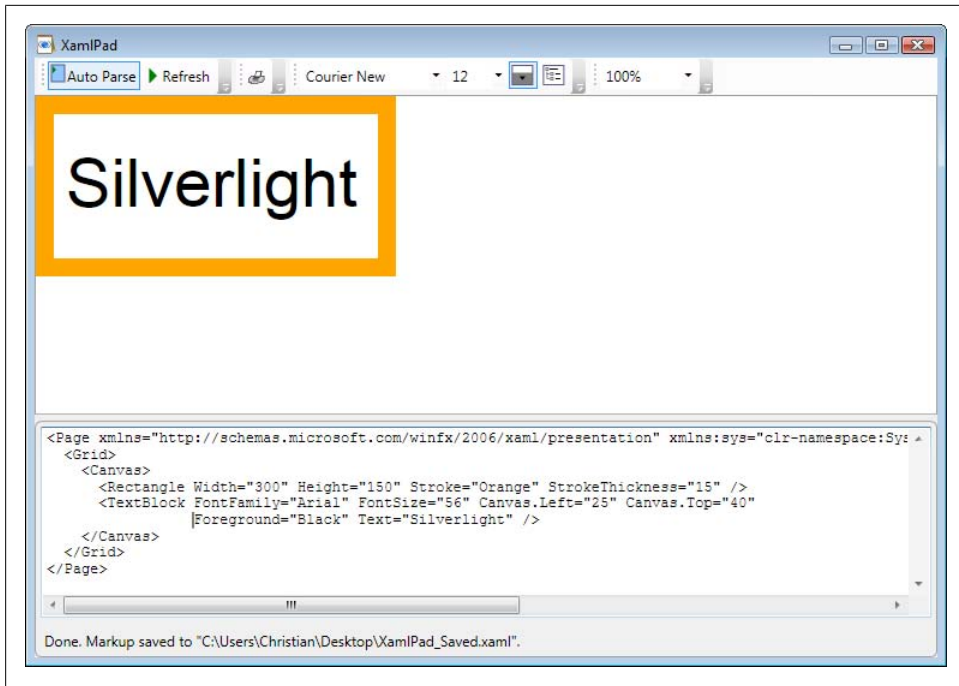 XamlPad
Auto Parse Refresh Courier New 12 100%
Silverlight
<Page xmlns="http://schemas.microsoft.com/winfx/2006/xaml/presentation" xmlns:sys="clr-namespace:Sys
<Grid>
<Canvas>
<Rectangle Width="300" Height="150" Stroke="Orange" StrokeThickness="15" />
<TextBlock FontFamily="Arial" FontSize="56" Canvas.Left="25" Canvas.Top="40"
Foreground="Black" Text="Silverlight" />
</Canvas>
</Grid>
</Page>
Done. Markup saved to "C:\Users\Christian\Desktop\XamlPad_Saved.xaml".